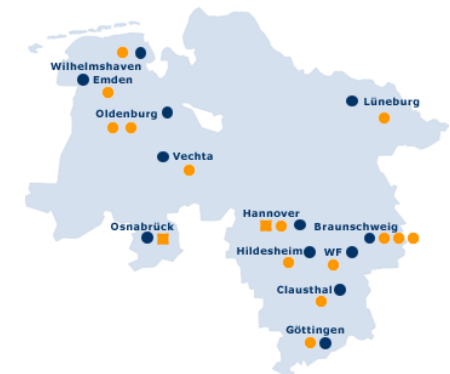 Wilhelmshaven
Emden
Lüneburg
Oldenburg
Vechta
Hannover
Osnabrück
Braunschweig
Hildesheim
WF
Clausthal
Göttingen